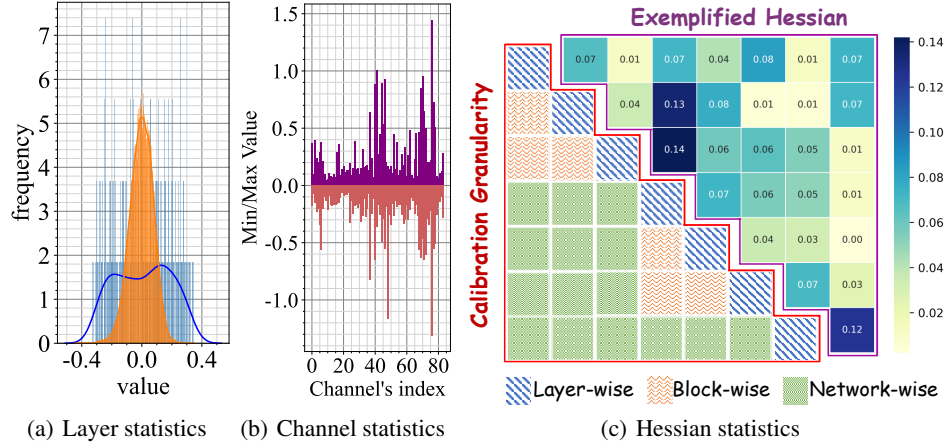 frequency
7
6
5
4
3
2
1
0
-0.4 0.0 0.4
value
(a) Layer statistics
Min/Max Value
1.5
1.0
0.5
0.0
-0.5
-1.0
0 20 40 60 80
Channel's index
(b) Channel statistics
Exemplified Hessian
Calibration Granularity
0.07 0.01 0.07 0.04 0.08 0.01 0.07
0.04 0.13 0.08 0.01 0.01 0.07
0.14 0.06 0.06 0.05 0.01
0.07 0.06 0.05 0.01
0.04 0.03 0.00
0.07 0.03
0.12
0.14
0.12
0.10
0.08
0.06
0.04
0.02
Layer-wise Block-wise Network-wise
(c) Hessian statistics